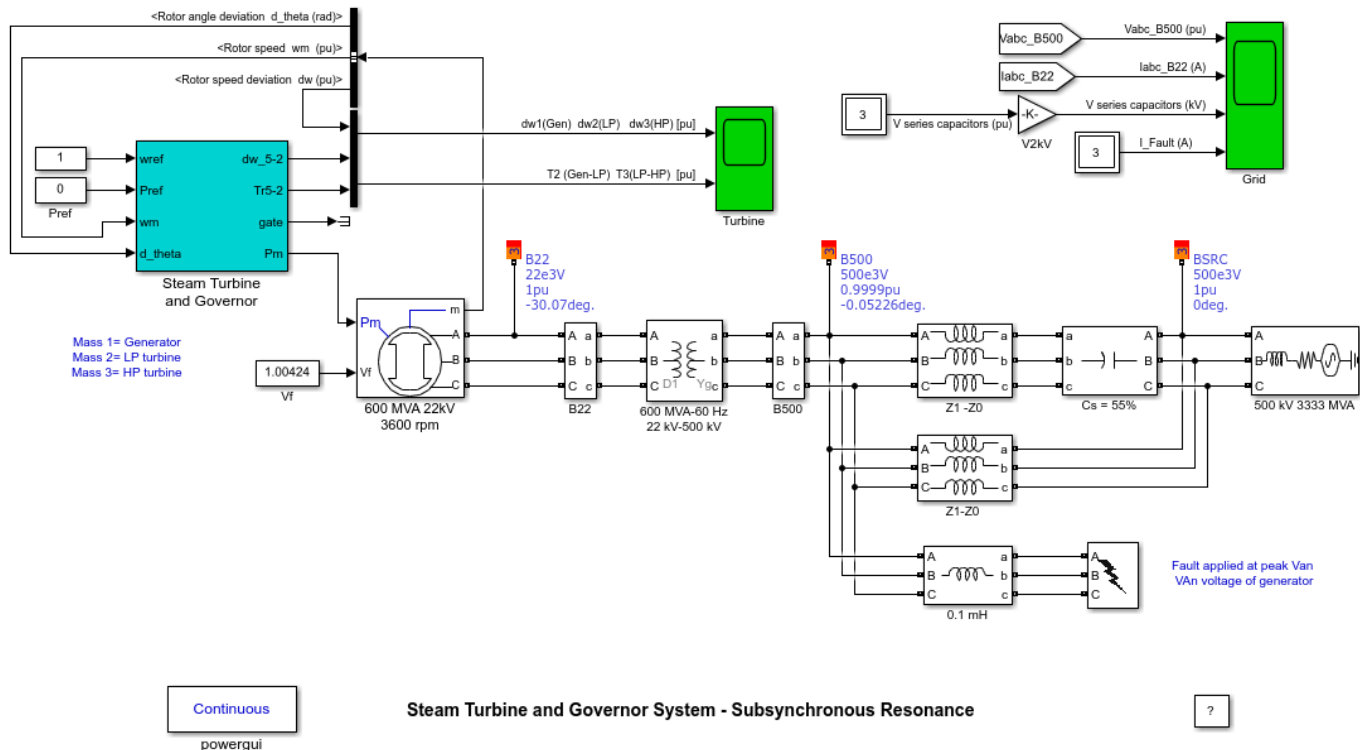 <Rotor angle deviation  d_theta (rad)>
<Rotor speed  wm  (pu)>
<Rotor speed deviation  dw (pu)>
1
0
Pref
wref
Pref
wm
d_theta
dw_5-2
Tr5-2
gate
Pm
Steam Turbine
and Governor
dw1(Gen)  dw2(LP)   dw3(HP) [pu]
T2 (Gen-LP)  T3(LP-HP)  [pu]
Turbine
Vabc_B500
Iabc_B22
3
V series capacitors (pu)
-K-
V2kV
3
Vabc_B500 (pu)
Iabc_B22 (A)
V series capacitors (kV)
I_Fault (A)
Grid
Mass 1= Generator
Mass 2= LP turbine
Mass 3= HP turbine
1.00424
Vf
Pm
Vf
m
A
B
C
600 MVA 22kV
3600 rpm
3
B22
22e3V
1pu
-30.07deg.
A a
B b
C c
B22
A a
B b
C c
D1 Yg
600 MVA-60 Hz
22 kV-500 kV
A a
B b
C c
B500
3
B500
500e3V
0.9999pu
-0.05226deg.
A a
B b
C c
Z1 -Z0
a A
b B
c C
Cs = 55%
3
BSRC
500e3V
1pu
0deg.
A
B
C
500 kV 3333 MVA
A a
B b
C c
Z1-Z0
A a
B b
C c
0.1 mH
A
B
C
Fault applied at peak Van
VAn voltage of generator
Continuous
powergui
Steam Turbine and Governor System - Subsynchronous Resonance
?